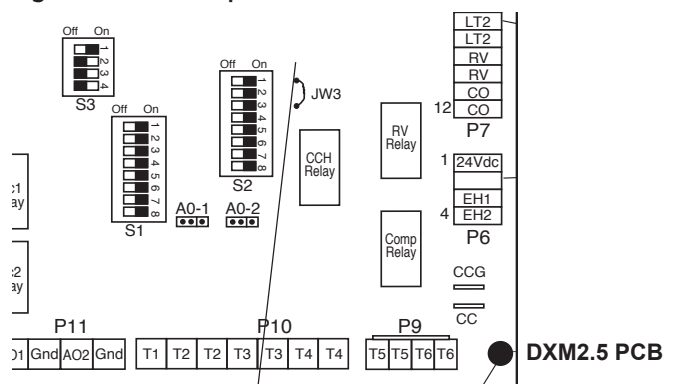 Off On
1
2
3
4
S3
Off On
1
2
3
4
5
6
7
8
S1
Off On
1
2
3
4
5
6
7
8
S2
JW3
CCH
Relay
RV
Relay
Comp
Relay
A0-1 A0-2
LT2
LT2
RV
RV
CO
12 CO
P7
1 24Vdc
EH1
4 EH2
P6
CCG
CC
P11
Gnd AO2 Gnd
P10
T1 T2 T2 T3 T3 T4 T4
P9
T5 T5 T6 T6
DXM2.5 PCB